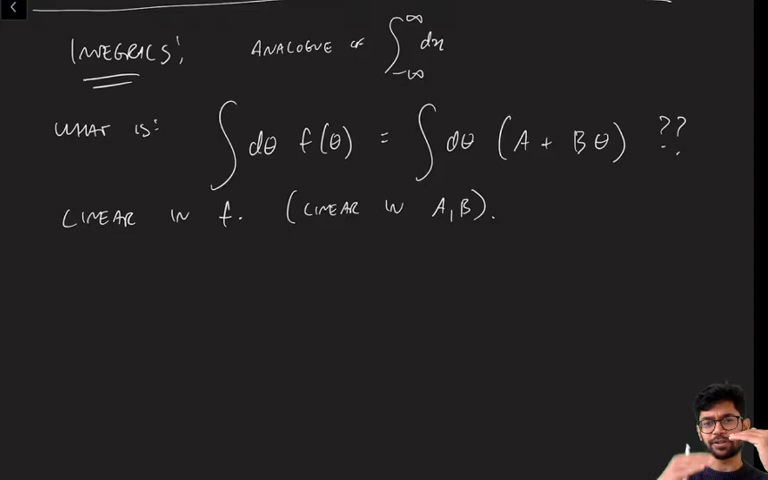 INTEGRALS: ANALOGUE OF ∫_{-∞}^{∞} dx
WHAT IS: ∫ dθ f(θ) = ∫ dθ (A + Bθ) ??
LINEAR IN f. (LINEAR IN A, B).